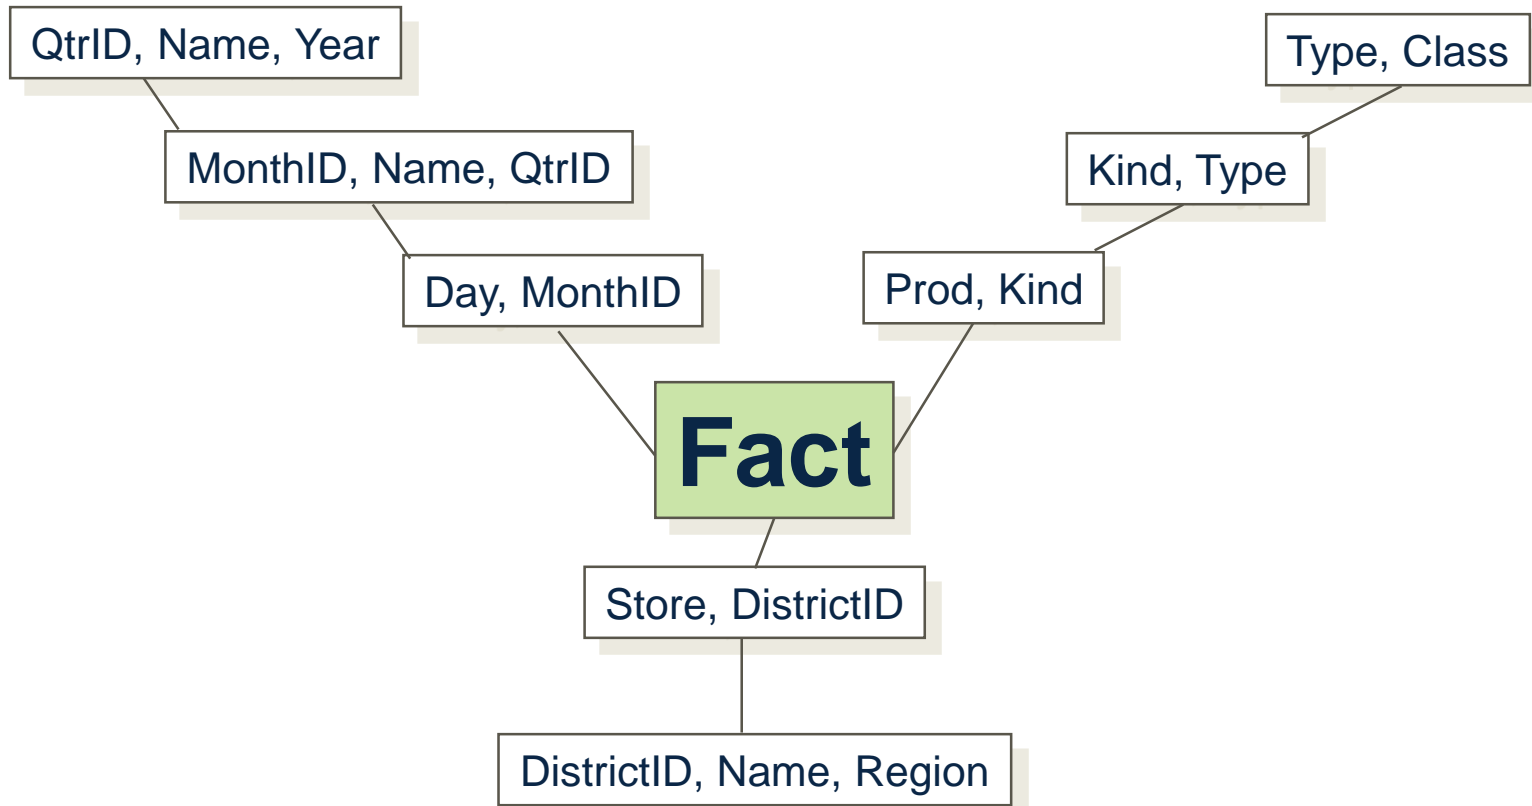 QtrID, Name, Year
Type, Class
MonthID, Name, QtrID
Kind, Type
Day, MonthID
Prod, Kind
Fact
Store, DistrictID
DistrictID, Name, Region